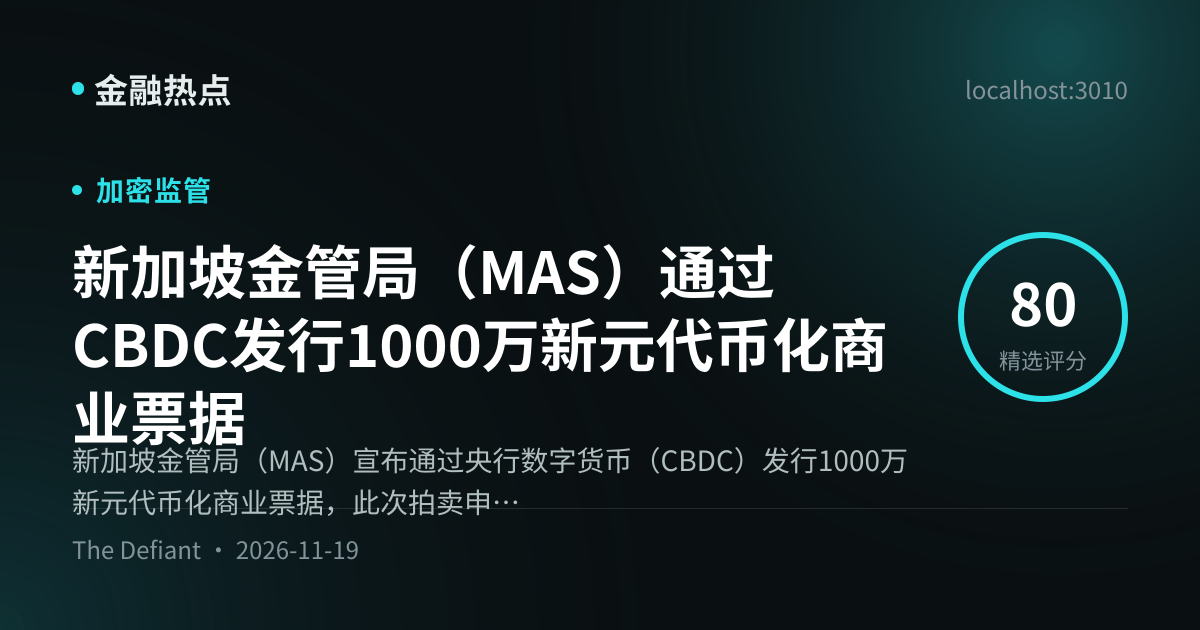 金融热点
localhost:3010
加密监管
新加坡金管局（MAS）通过
CBDC发行1000万新元代币化商
业票据
80
精选评分
新加坡金管局（MAS）宣布通过央行数字货币（CBDC）发行1000万
新元代币化商业票据，此次拍卖申…
The Defiant · 2026-11-19